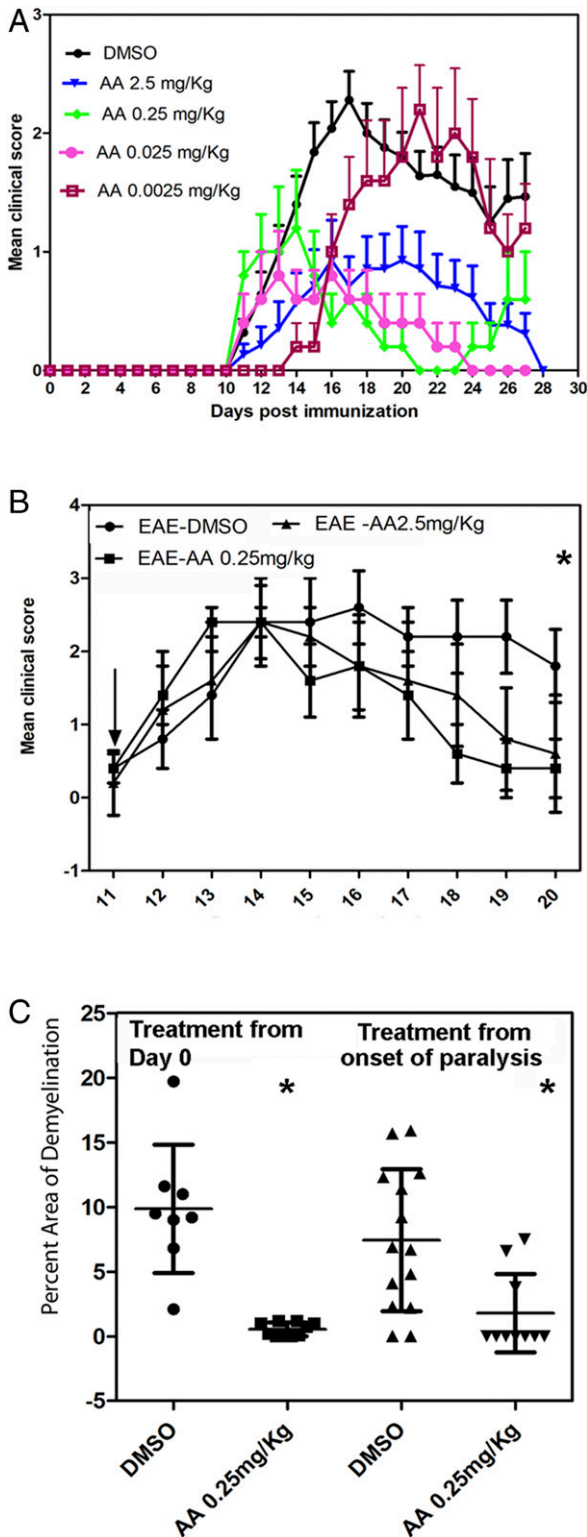 A
3
2
1
0
Mean clinical score
DMSO
AA 2.5 mg/Kg
AA 0.25 mg/Kg
AA 0.025 mg/Kg
AA 0.0025 mg/Kg
0 2 4 6 8 10 12 14 16 18 20 22 24 26 28 30
Days post immunization
B
4
3
2
1
0
-1
Mean clinical score
EAE-DMSO
EAE -AA2.5mg/Kg
EAE-AA 0.25mg/kg
*
11 12 13 14 15 16 17 18 19 20
C
25
20
15
10
5
0
-5
Percent Area of Demyelination
Treatment from
Day 0
*
Treatment from
onset of paralysis
*
DMSO
AA 0.25mg/Kg
DMSO
AA 0.25mg/Kg